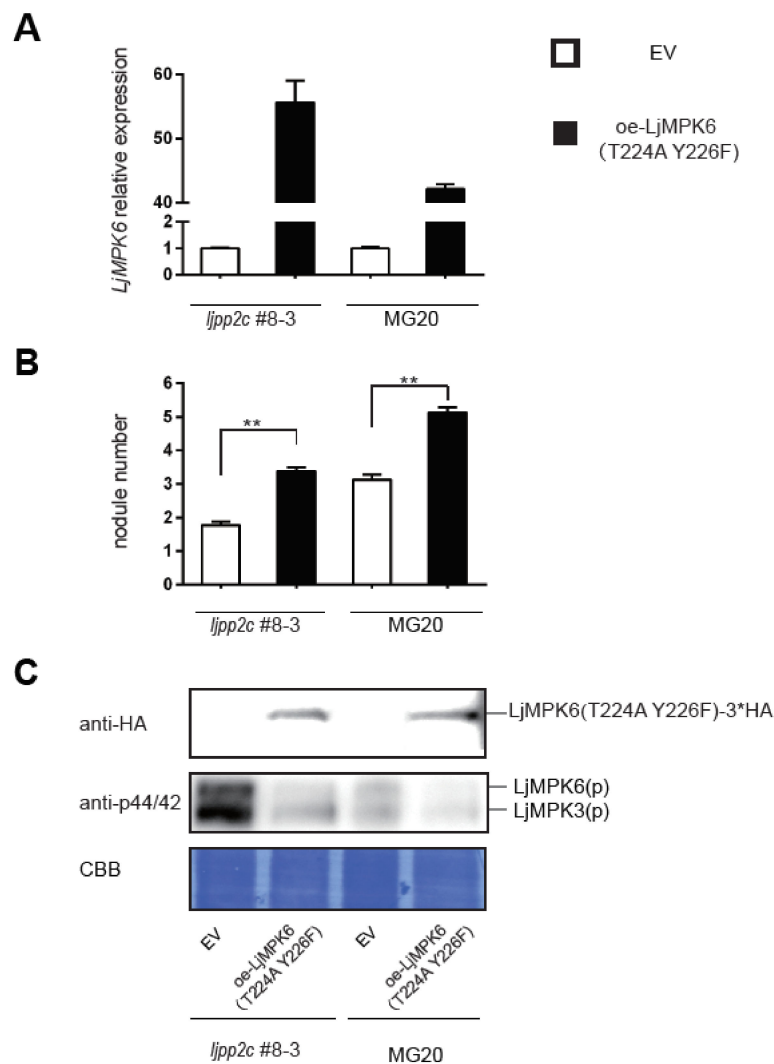 A
EV
oe-LjMPK6
(T224A Y226F)
LjMPK6 relative expression
60
50
40
2
1
0
ljpp2c #8-3
MG20
B
nodule number
6
5
4
3
2
1
0
**
**
ljpp2c #8-3
MG20
C
anti-HA
LjMPK6(T224A Y226F)-3*HA
anti-p44/42
LjMPK6(p)
LjMPK3(p)
CBB
EV
oe-LjMPK6
(T224A Y226F)
EV
oe-LjMPK6
(T224A Y226F)
ljpp2c #8-3
MG20